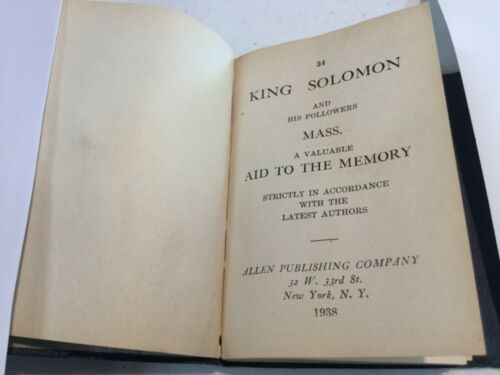 34
KING SOLOMON
AND
HIS FOLLOWERS
MASS.
A VALUABLE
AID TO THE MEMORY
STRICTLY IN ACCORDANCE
WITH THE
LATEST AUTHORS
ALLEN PUBLISHING COMPANY
32 W. 33rd St.
New York, N. Y.
1938